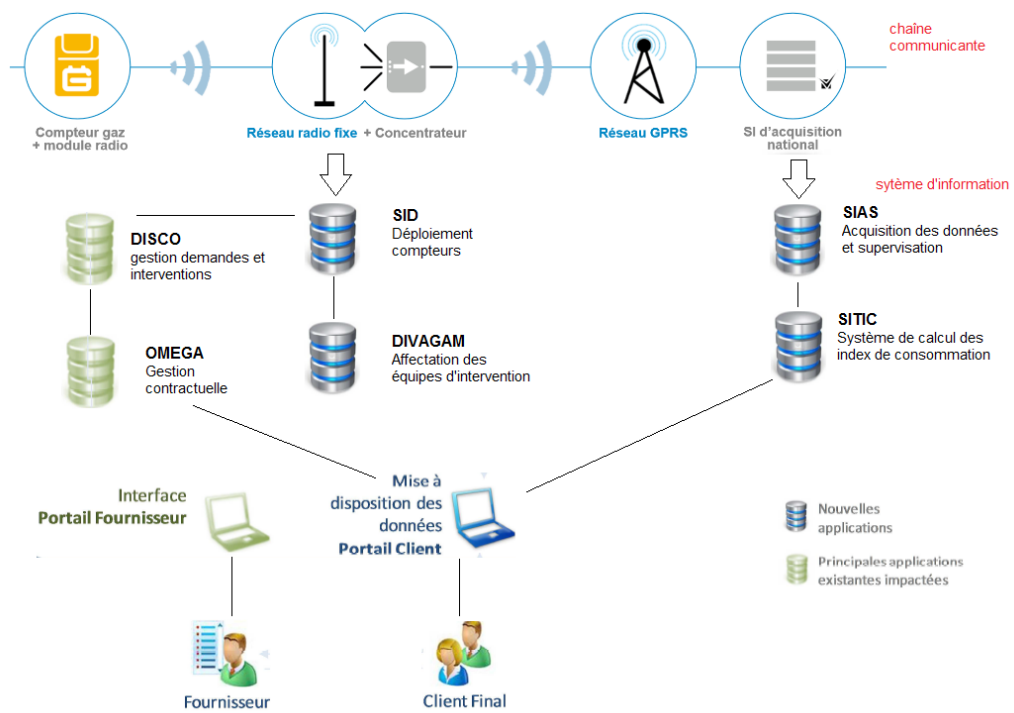 chaîne
communicante
Compteur gaz
+ module radio
Réseau radio fixe + Concentrateur
Réseau GPRS
SI d'acquisition
national
sytème d'information
DISCO
gestion demandes et
interventions
SID
Déploiement
compteurs
SIAS
Acquisition des données
et supervisation
OMEGA
Gestion
contractuelle
DIVAGAM
Affectation des
équipes d'intervention
SITIC
Système de calcul des
index de consommation
Interface
Portail Fournisseur
Mise à
disposition des
données
Portail Client
Nouvelles
applications
Principales applications
existantes impactées
Fournisseur
Client Final